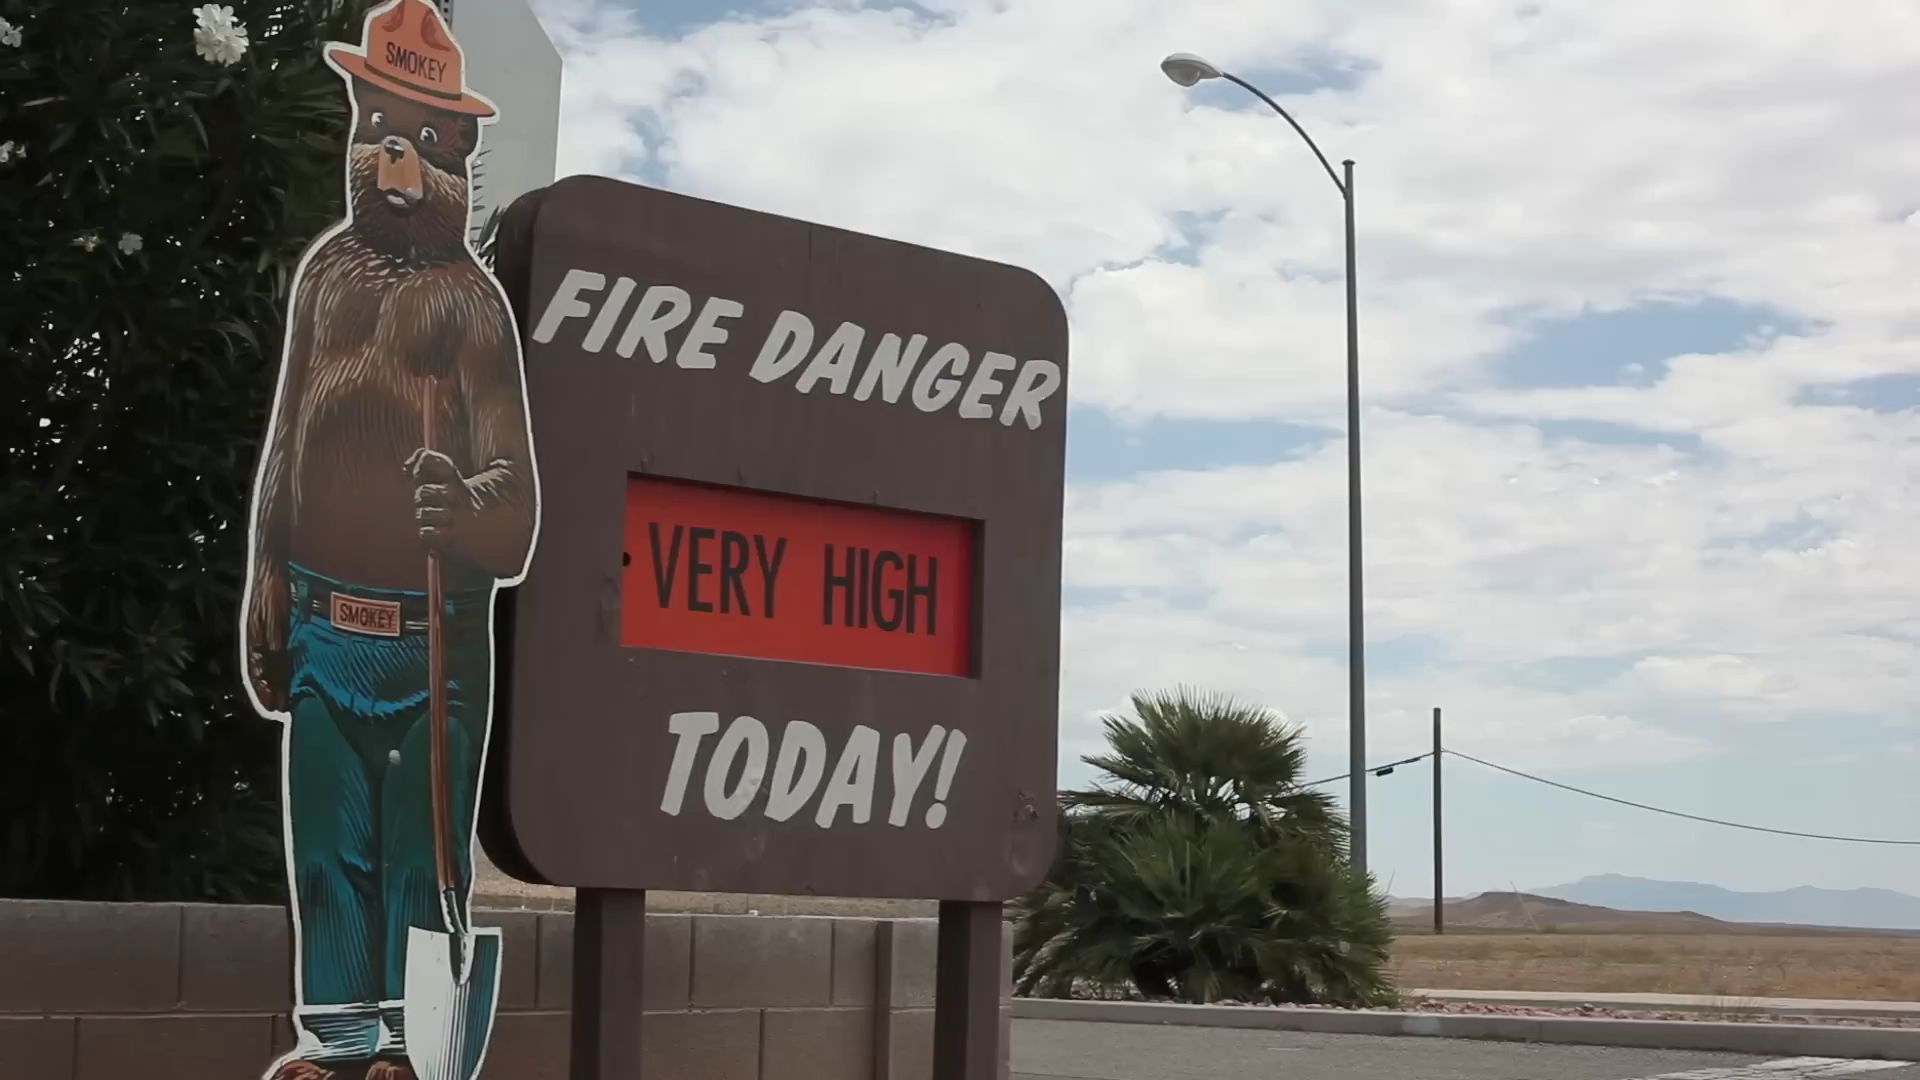 SMOKEY
FIRE DANGER
VERY HIGH
SMOKEY
TODAY!